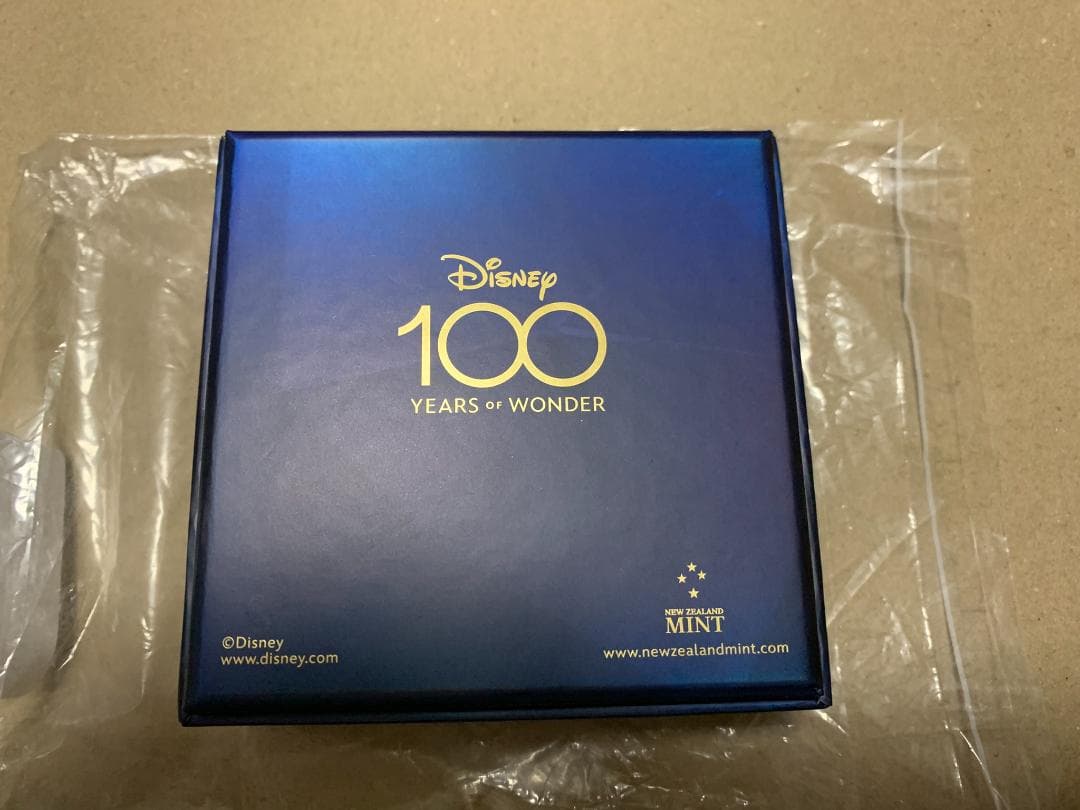 Disney
100
YEARS OF WONDER
NEW ZEALAND
MINT
©Disney
www.disney.com
www.newzealandmint.com